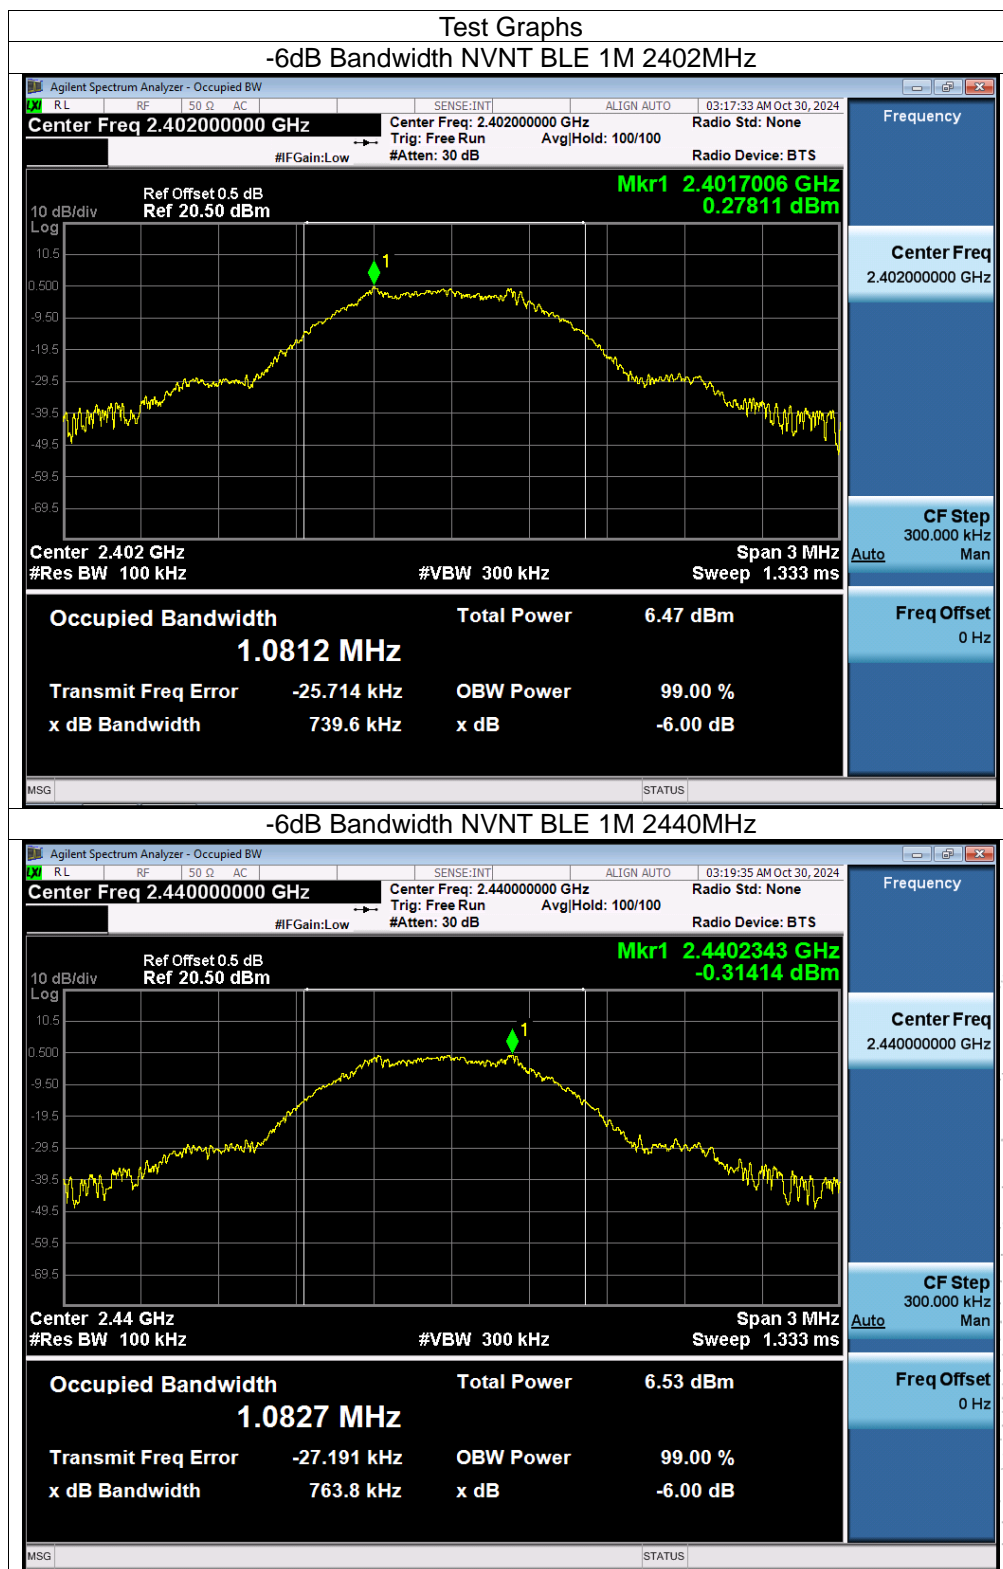 Test Graphs
-6dB Bandwidth NVNT BLE 1M 2402MHz
Agilent Spectrum Analyzer - Occupied BW
LXI RL RF 50 Ω AC SENSE:INT ALIGN AUTO 03:17:33 AM Oct 30, 2024
Center Freq 2.402000000 GHz Center Freq: 2.402000000 GHz Radio Std: None Frequency
Trig: Free Run Avg|Hold: 100/100
#IFGain:Low #Atten: 30 dB Radio Device: BTS
Mkr1 2.4017006 GHz
Ref Offset 0.5 dB 0.27811 dBm
10 dB/div Ref 20.50 dBm
Log
10.5
0.500
-9.50
-19.5
-29.5
-39.5
-49.5
-59.5
-69.5
1
Center Freq
2.402000000 GHz
CF Step
300.000 kHz
Auto Man
Center 2.402 GHz Span 3 MHz
#Res BW 100 kHz #VBW 300 kHz Sweep 1.333 ms
Freq Offset
0 Hz
Occupied Bandwidth Total Power 6.47 dBm
1.0812 MHz
Transmit Freq Error -25.714 kHz OBW Power 99.00 %
x dB Bandwidth 739.6 kHz x dB -6.00 dB
MSG STATUS
-6dB Bandwidth NVNT BLE 1M 2440MHz
Agilent Spectrum Analyzer - Occupied BW
LXI RL RF 50 Ω AC SENSE:INT ALIGN AUTO 03:19:35 AM Oct 30, 2024
Center Freq 2.440000000 GHz Center Freq: 2.440000000 GHz Radio Std: None Frequency
Trig: Free Run Avg|Hold: 100/100
#IFGain:Low #Atten: 30 dB Radio Device: BTS
Mkr1 2.4402343 GHz
Ref Offset 0.5 dB -0.31414 dBm
10 dB/div Ref 20.50 dBm
Log
10.5
0.500
-9.50
-19.5
-29.5
-39.5
-49.5
-59.5
-69.5
1
Center Freq
2.440000000 GHz
CF Step
300.000 kHz
Auto Man
Center 2.44 GHz Span 3 MHz
#Res BW 100 kHz #VBW 300 kHz Sweep 1.333 ms
Freq Offset
0 Hz
Occupied Bandwidth Total Power 6.53 dBm
1.0827 MHz
Transmit Freq Error -27.191 kHz OBW Power 99.00 %
x dB Bandwidth 763.8 kHz x dB -6.00 dB
MSG STATUS